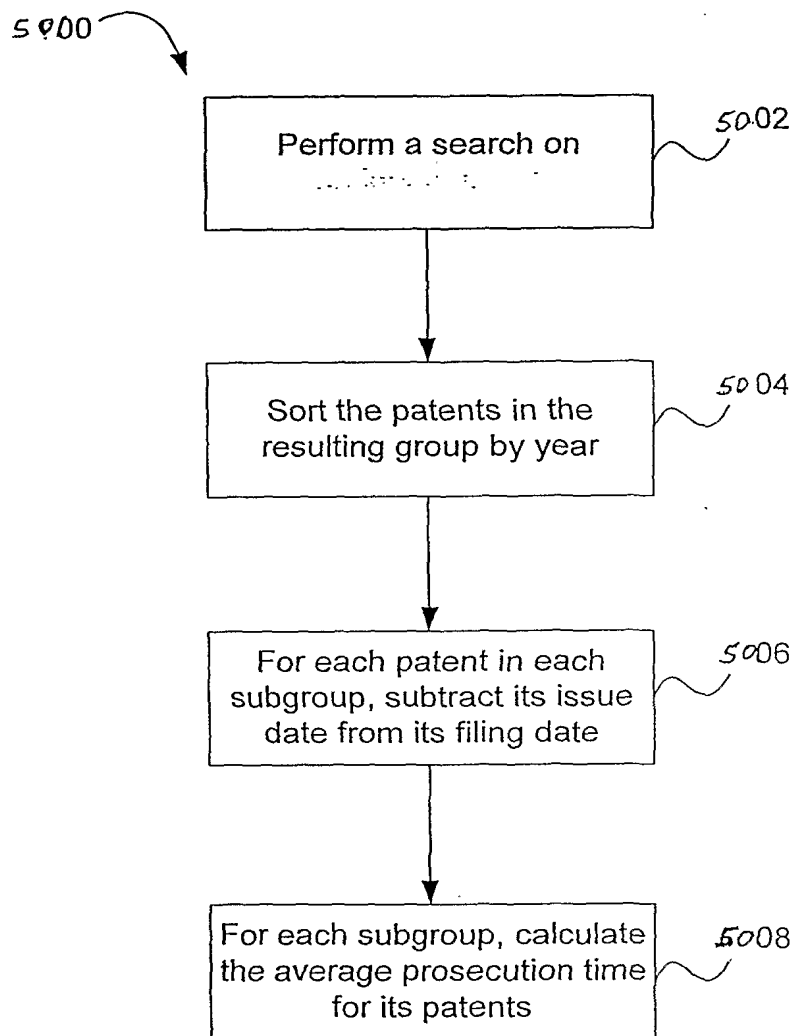 5000
Perform a search on
5002
Sort the patents in the
resulting group by year
5004
For each patent in each
subgroup, subtract its issue
date from its filing date
5006
For each subgroup, calculate
the average prosecution time
for its patents
5008